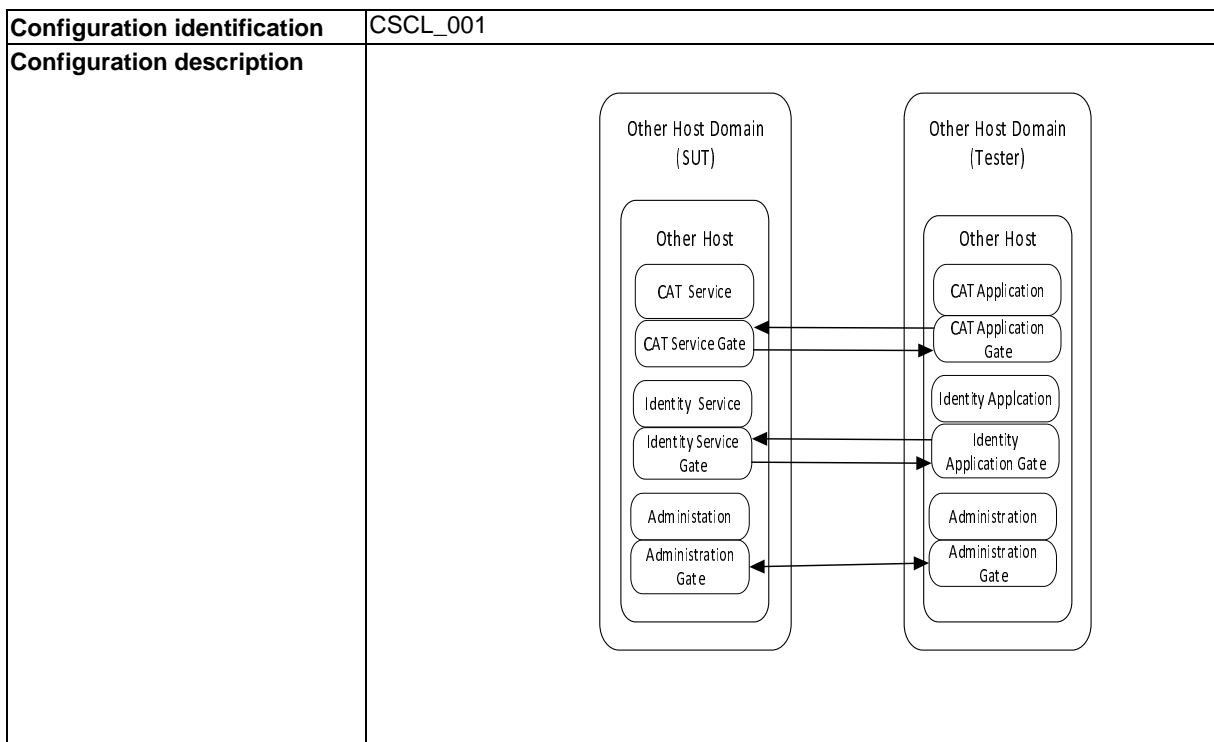 Configuration identification
CSCL_001
Configuration description
Other Host Domain
(SUT)
Other Host
CAT Service
CAT Service Gate
Identity Service
Identity Service
Gate
Administation
Administration
Gate
Other Host Domain
(Tester)
Other Host
CAT Application
CAT Application
Gate
Identity Applcation
Identity
Application Gate
Administration
Administration
Gate